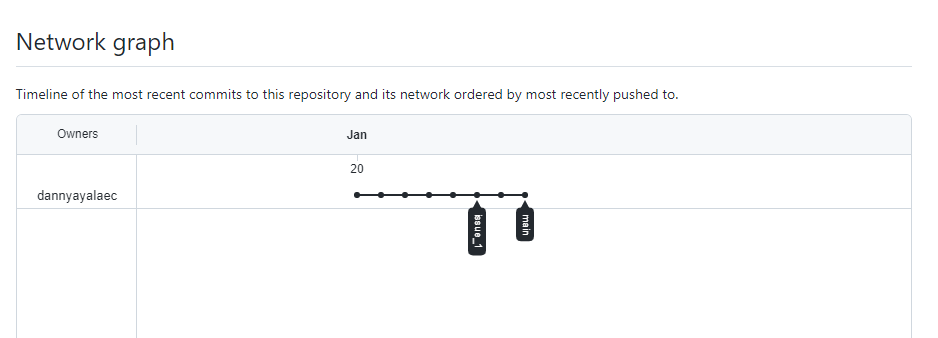 Network graph
Timeline of the most recent commits to this repository and its network ordered by most recently pushed to.
Owners
Jan
20
dannyayalaec
issue_1
main